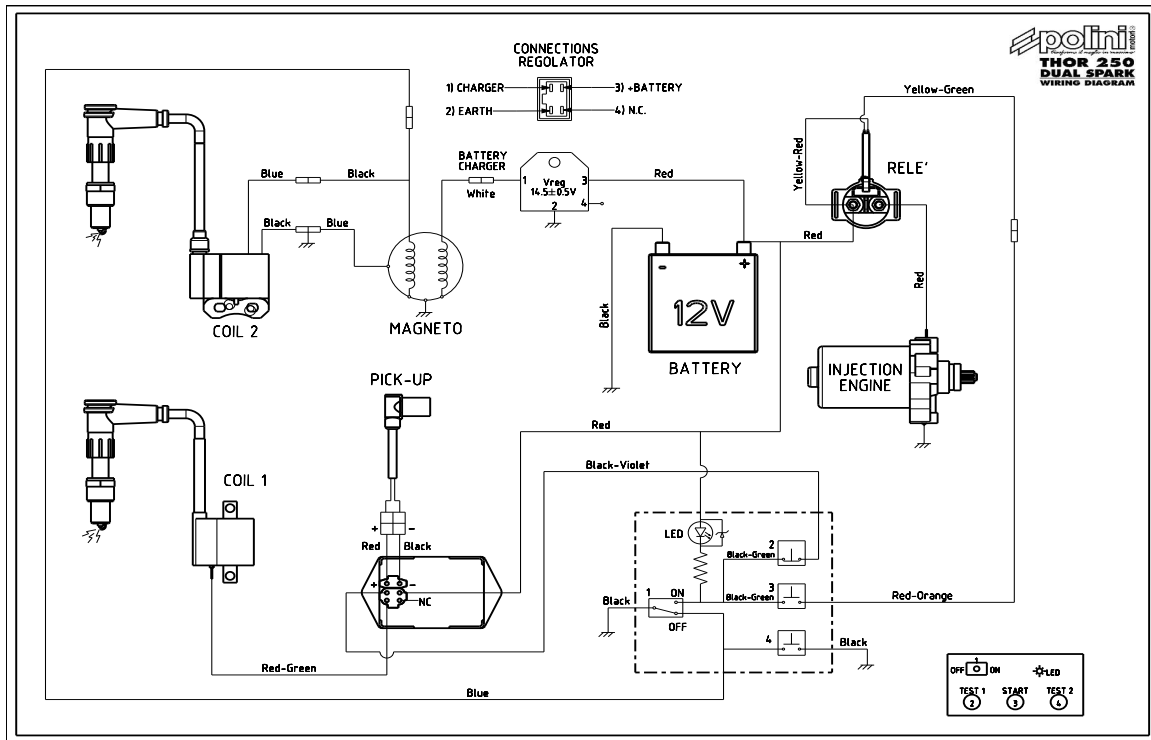 polini
motori
THOR 250
DUAL SPARK
WIRING DIAGRAM
CONNECTIONS
REGOLATOR
1) CHARGER
3) +BATTERY
2) EARTH
4) N.C.
Yellow-Green
Yellow-Red
RELE'
BATTERY
CHARGER
White
1
Vreg
14.5±0.5V
3
2
4
Red
Blue
Black
Black
Blue
Red
Red
Black
-
+
12V
BATTERY
COIL 2
MAGNETO
INJECTION
ENGINE
PICK-UP
Red
Black-Violet
COIL 1
+
-
Red
Black
+
-
NC
LED
2
Black-Green
3
Black-Green
Red-Orange
Black
1
ON
OFF
4
Black
Red-Green
Blue
1
OFF
ON
LED
TEST 1
START
TEST 2
2
3
4